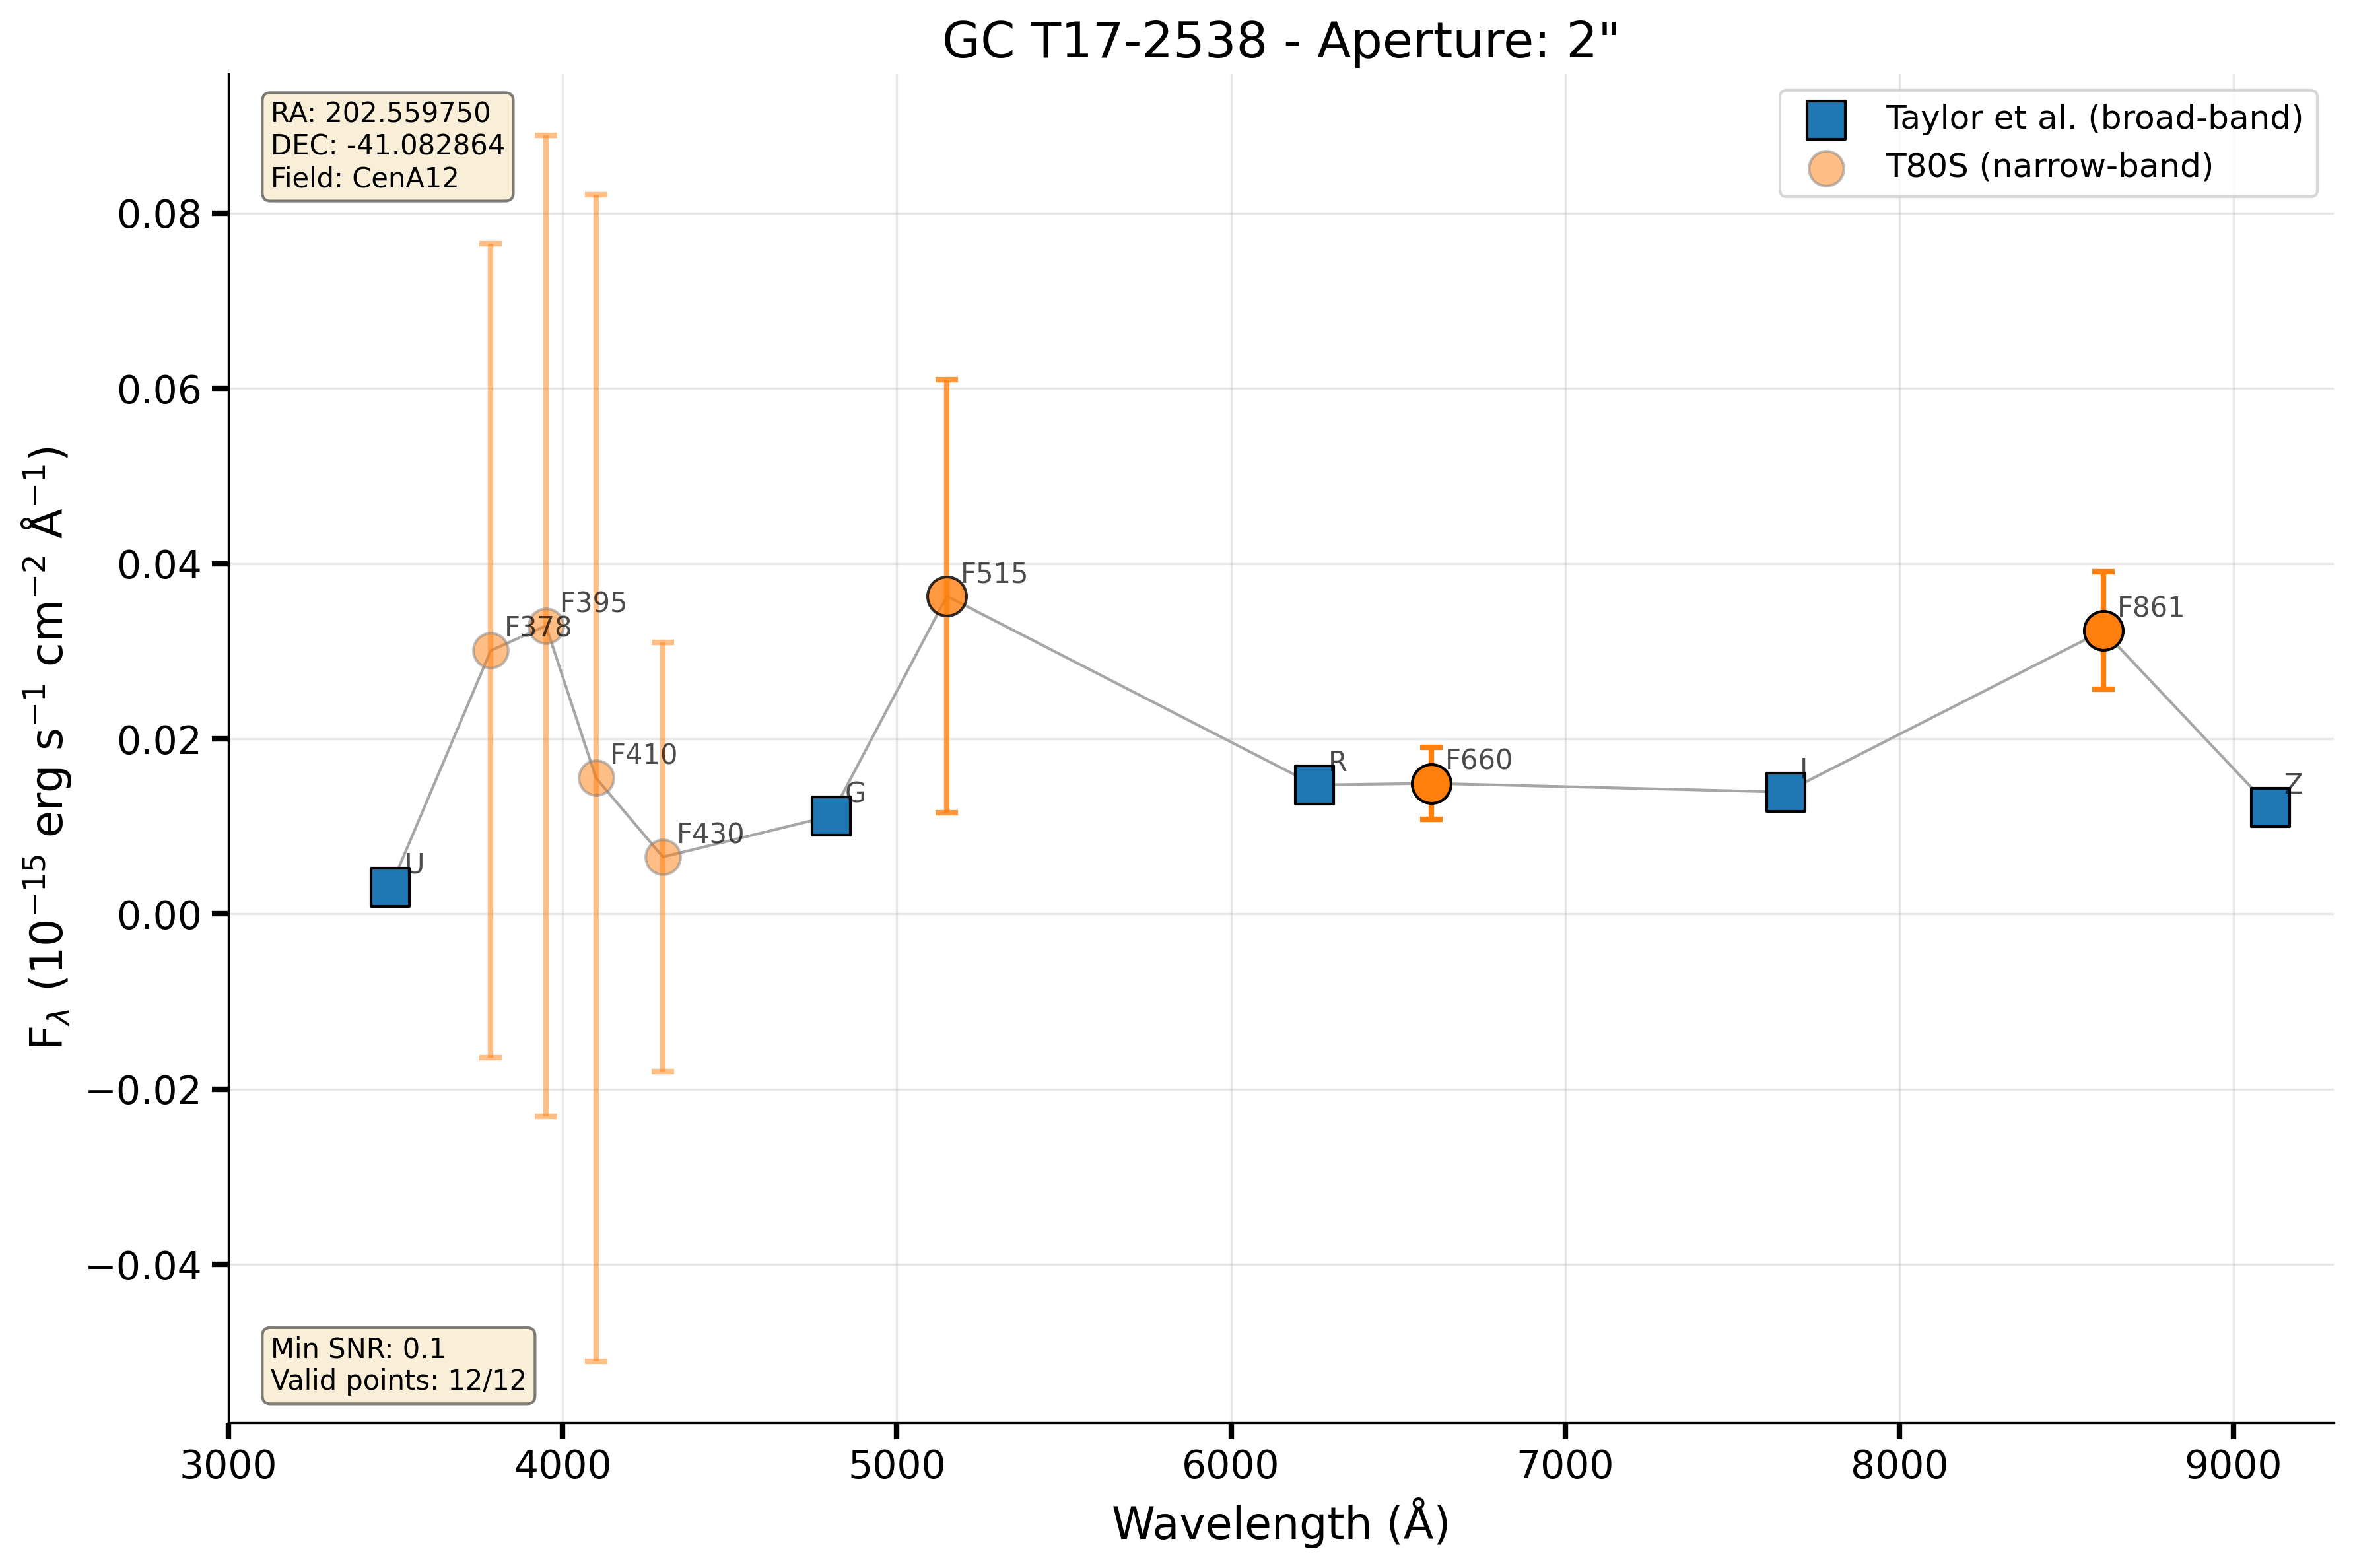 GC T17-2538 - Aperture: 2"
RA: 202.559750
DEC: -41.082864
Field: CenA12
Taylor et al. (broad-band)
T80S (narrow-band)
0.08
0.06
0.04
0.02
0.00
−0.02
−0.04
F_λ (10⁻¹⁵ erg s⁻¹ cm⁻² Å⁻¹)
U
F378
F395
F410
F430
G
F515
R
F660
I
F861
Z
Min SNR: 0.1
Valid points: 12/12
3000
4000
5000
6000
7000
8000
9000
Wavelength (Å)